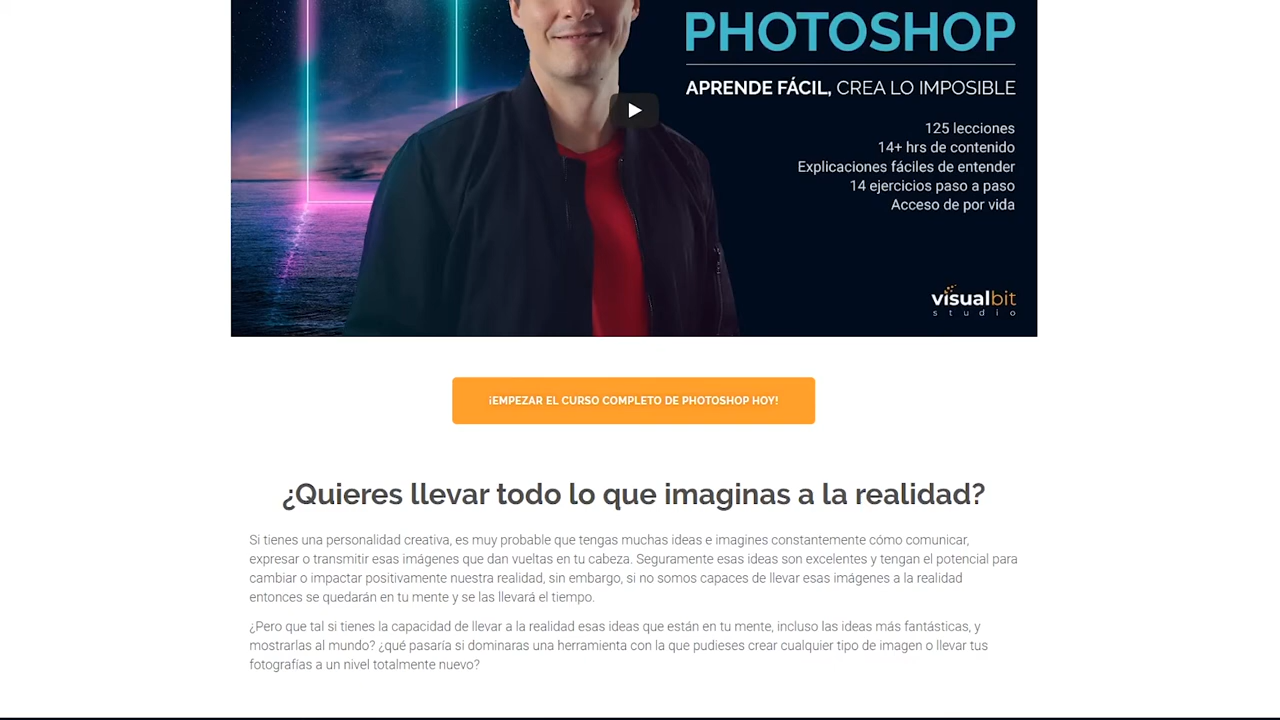 PHOTOSHOP
APRENDE FÁCIL, CREA LO IMPOSIBLE
125 lecciones
14+ hrs de contenido
Explicaciones fáciles de entender
14 ejercicios paso a paso
Acceso de por vida
visualbit
studio
¡EMPEZAR EL CURSO COMPLETO DE PHOTOSHOP HOY!
¿Quieres llevar todo lo que imaginas a la realidad?
Si tienes una personalidad creativa, es muy probable que tengas muchas ideas e imagines constantemente cómo comunicar,
expresar o transmitir esas imágenes que dan vueltas en tu cabeza. Seguramente esas ideas son excelentes y tengan el potencial para
cambiar o impactar positivamente nuestra realidad, sin embargo, si no somos capaces de llevar esas imágenes a la realidad
entonces se quedarán en tu mente y se las llevará el tiempo.
¿Pero que tal si tienes la capacidad de llevar a la realidad esas ideas que están en tu mente, incluso las ideas más fantásticas, y
mostrarlas al mundo? ¿qué pasaría si dominaras una herramienta con la que pudieses crear cualquier tipo de imagen o llevar tus
fotografías a un nivel totalmente nuevo?